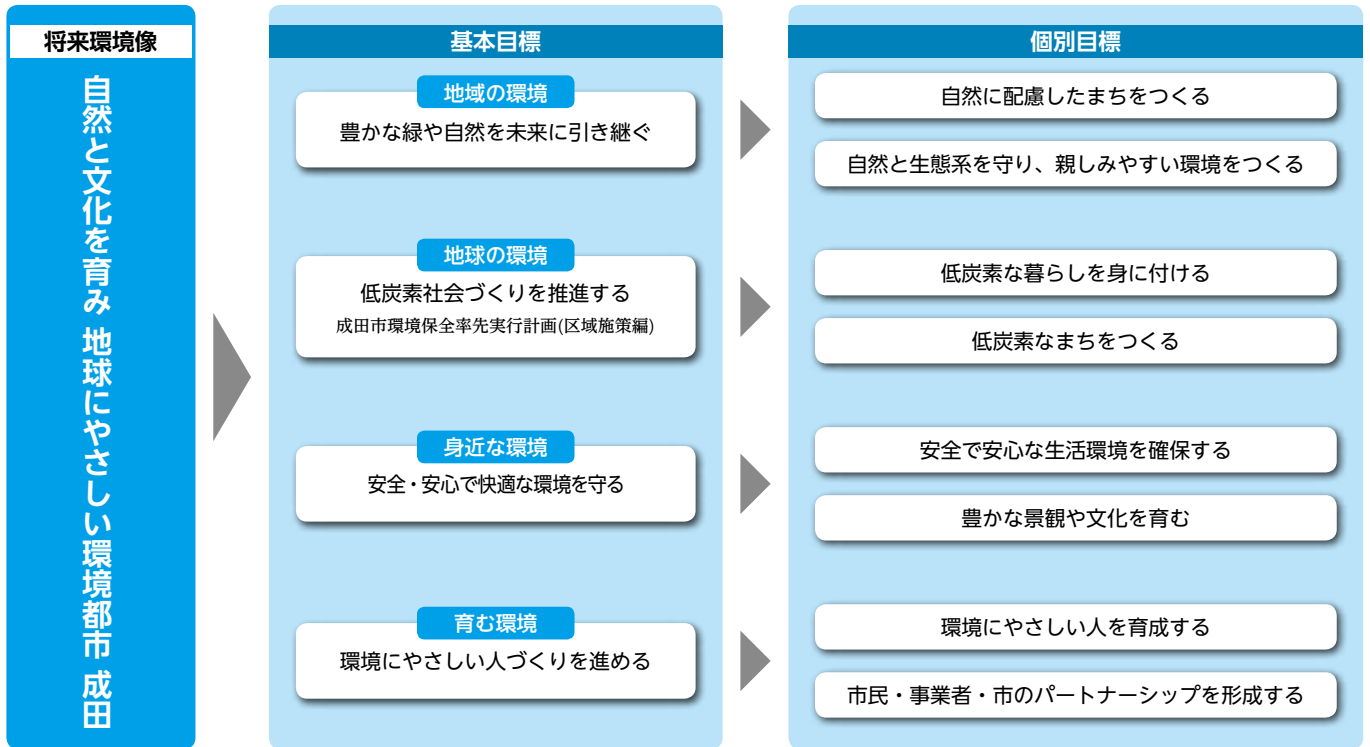 将来環境像
自然と文化を育み 地球にやさしい環境都市 成田
基本目標
地域の環境
豊かな緑や自然を未来に引き継ぐ
地球の環境
低炭素社会づくりを推進する
成田市環境保全率先実行計画(区域施策編)
身近な環境
安全・安心で快適な環境を守る
育む環境
環境にやさしい人づくりを進める
個別目標
自然に配慮したまちをつくる
自然と生態系を守り、親しみやすい環境をつくる
低炭素な暮らしを身に付ける
低炭素なまちをつくる
安全で安心な生活環境を確保する
豊かな景観や文化を育む
環境にやさしい人を育成する
市民・事業者・市のパートナーシップを形成する